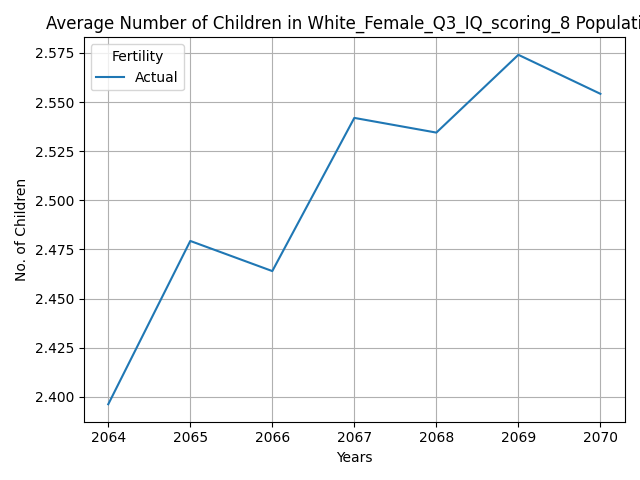 Average Number of Children in White_Female_Q3_IQ_scoring_8 Populati
Fertility
Actual
No. of Children
2.575
2.550
2.525
2.500
2.475
2.450
2.425
2.400
2064 2065 2066 2067 2068 2069 2070
Years